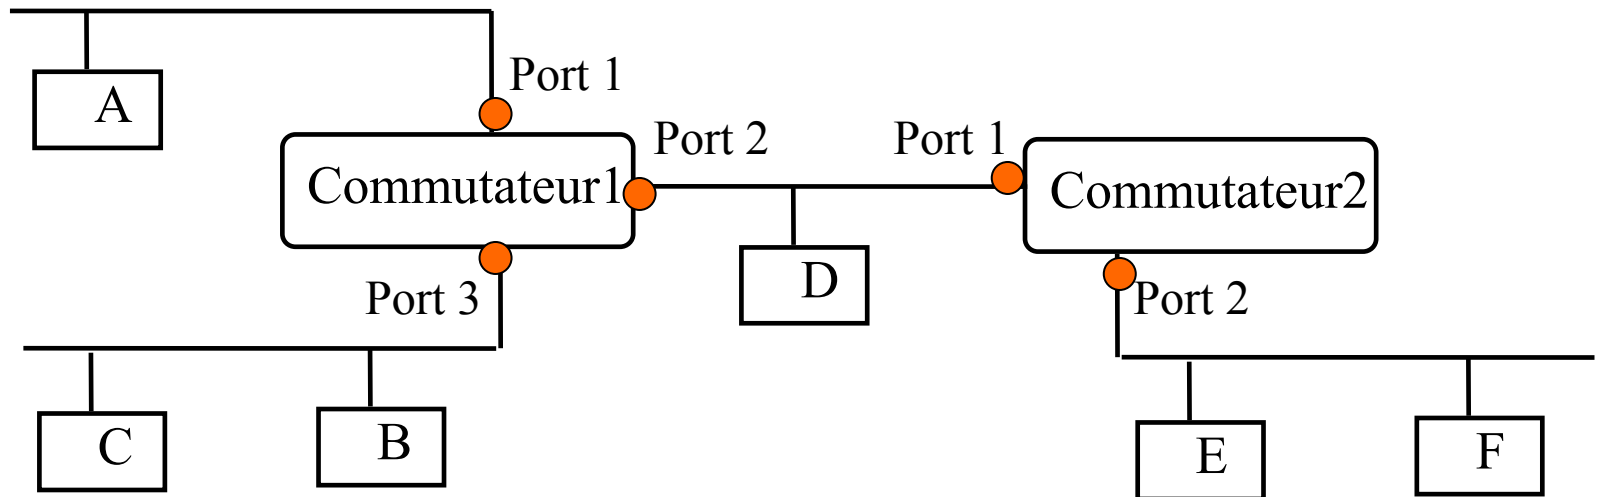 Port 1
A
Port 2
Port 1
Commutateur1
Commutateur2
D
Port 3
Port 2
C
B
E
F